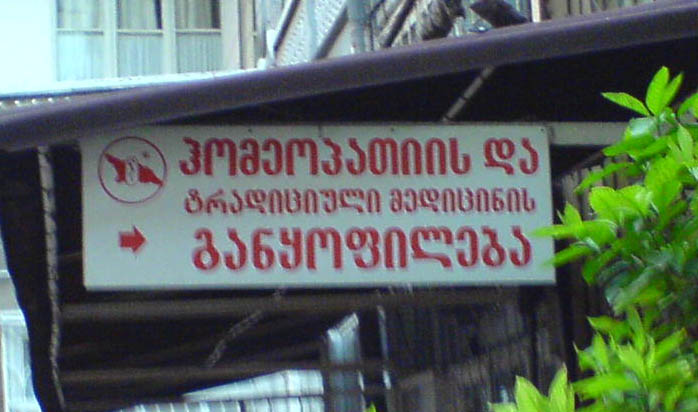 ჰომეოპათიის და
ტრადიციული მედიცინის
განყოფილება